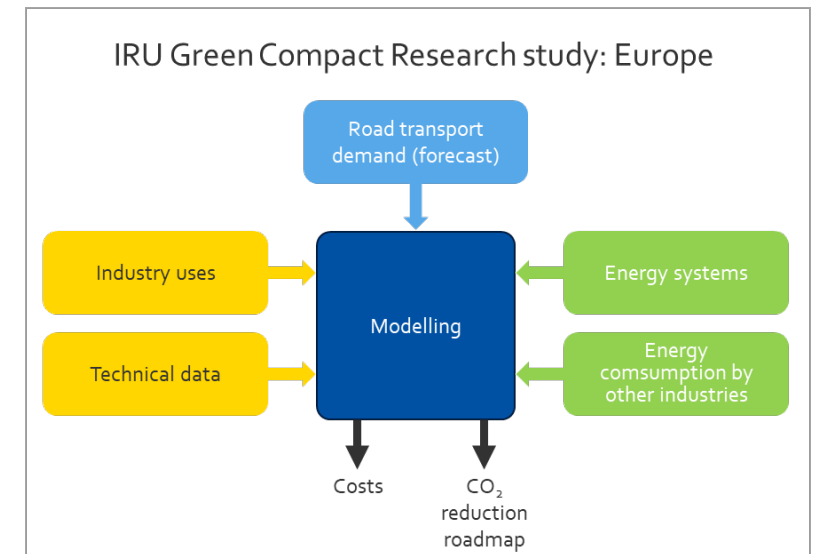 IRU Green Compact Research study: Europe
Road transport
demand (forecast)
Industry uses
Energy systems
Modelling
Technical data
Energy
comsumption by
other industries
Costs
CO₂
reduction
roadmap